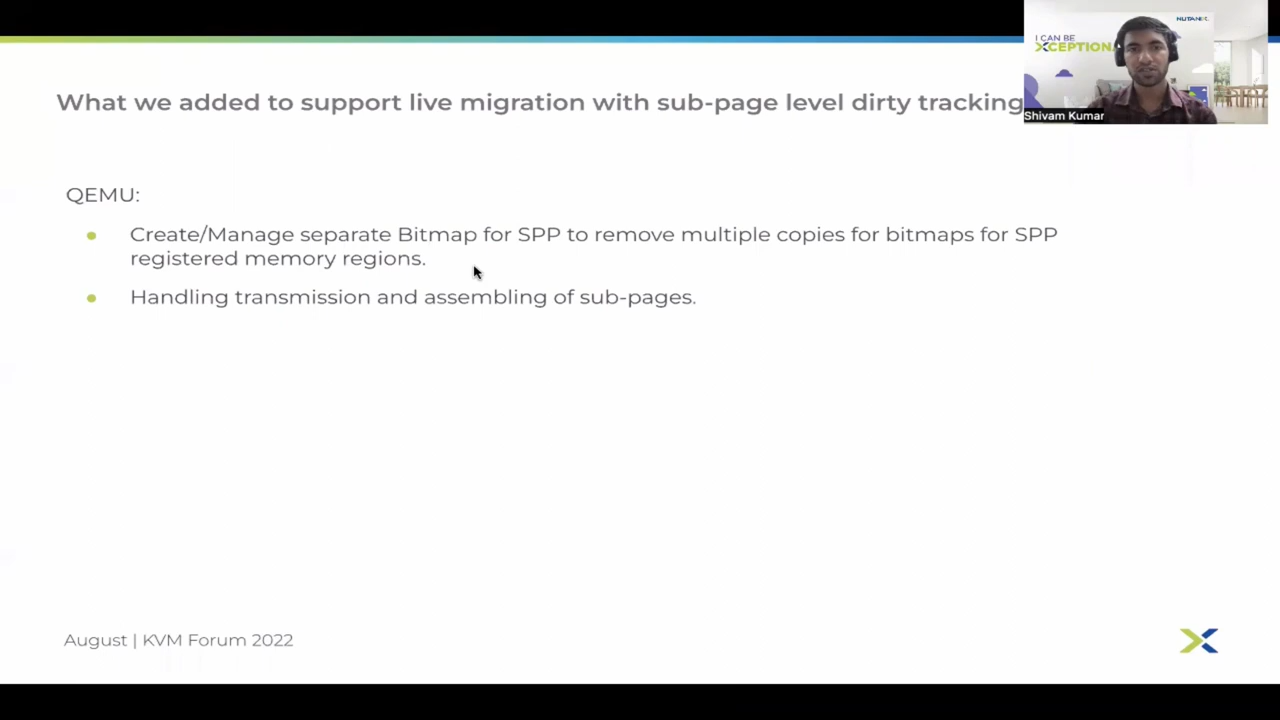 NUTANIX
I CAN BE
XCEPTION
Shivam Kumar
What we added to support live migration with sub-page level dirty tracking
QEMU:
Create/Manage separate Bitmap for SPP to remove multiple copies for bitmaps for SPP
registered memory regions.
Handling transmission and assembling of sub-pages.
August | KVM Forum 2022